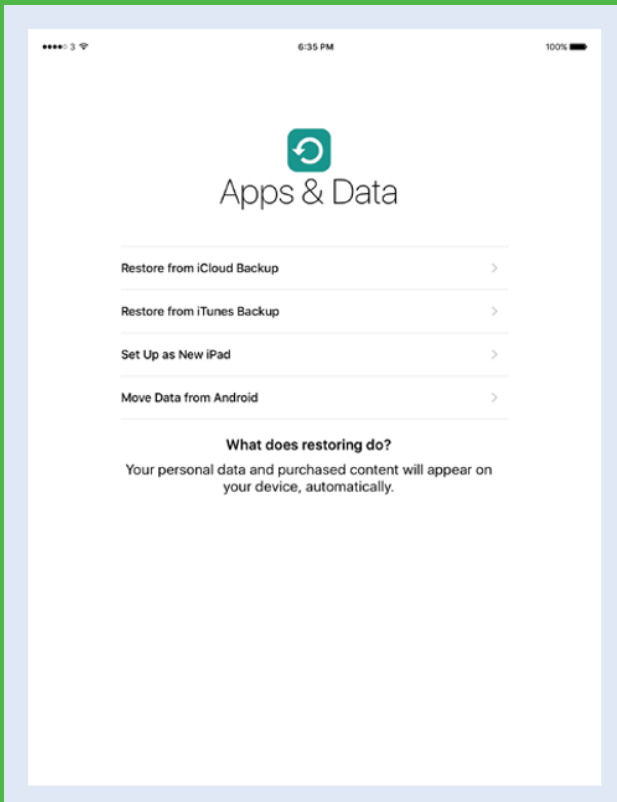 3
6:35 PM
100%
Apps & Data
Restore from iCloud Backup
Restore from iTunes Backup
Set Up as New iPad
Move Data from Android
What does restoring do?
Your personal data and purchased content will appear on
your device, automatically.